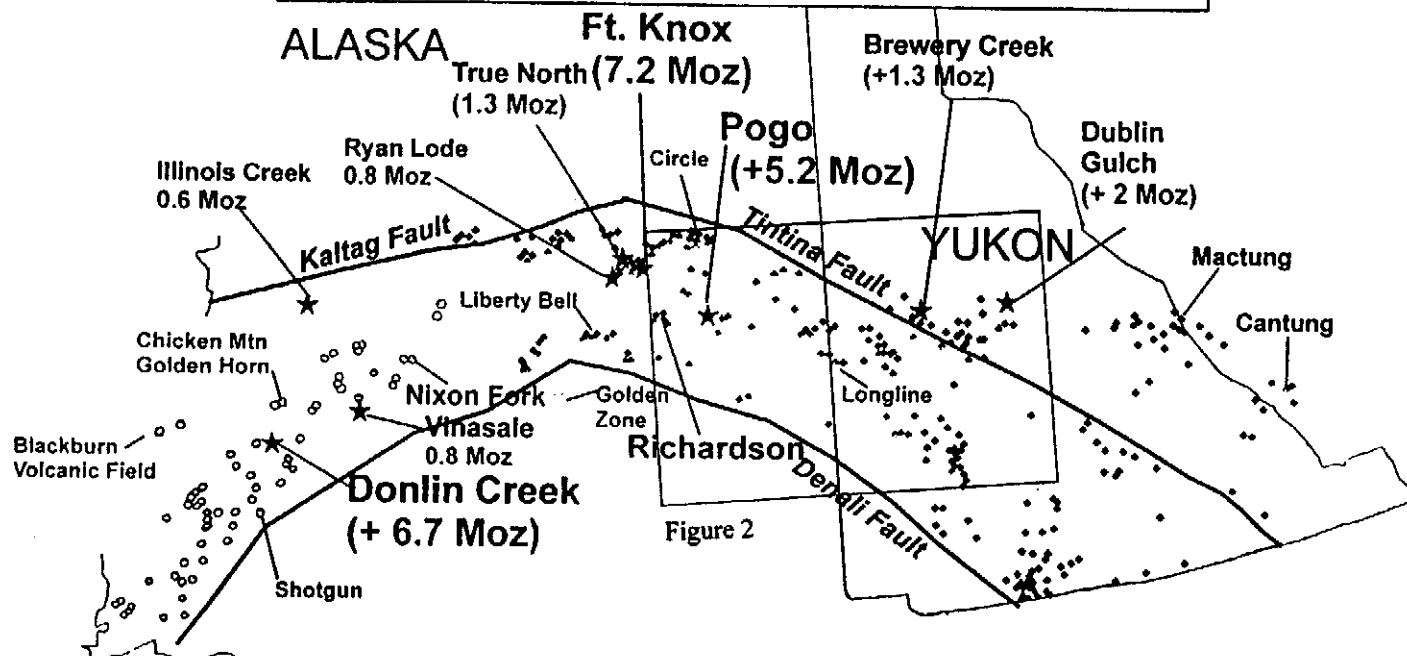 ALASKA
Ft. Knox
(7.2 Moz)
True North
(1.3 Moz)
Brewery Creek
(+1.3 Moz)
Pogo
(+5.2 Moz)
Dublin
Gulch
(+ 2 Moz)
Circle
Ryan Lode
0.8 Moz
Illinois Creek
0.6 Moz
Kaltag Fault
Tintina Fault
YUKON
Mactung
Cantung
Liberty Bell
Chicken Mtn
Golden Horn
Nixon Fork
Golden
Zone
Longline
Vinasale
0.8 Moz
Blackburn
Volcanic Field
Richardson
Denali Fault
Donlin Creek
(+ 6.7 Moz)
Figure 2
Shotgun